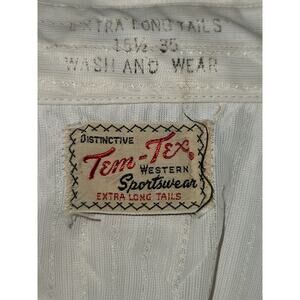 EXTRA LONG TAILS
15½ 35
WASH AND WEAR
DISTINCTIVE
Tem-Tex®
WESTERN
Sportswear
EXTRA LONG TAILS